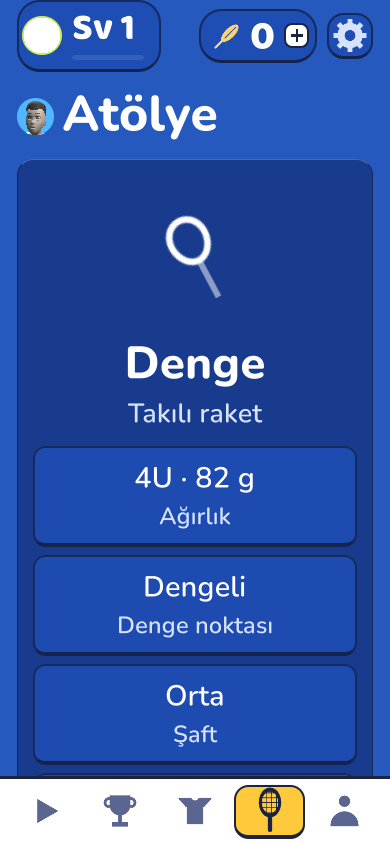 Sv 1
0
Atölye
Denge
Takılı raket
4U · 82 g
Ağırlık
Dengeli
Denge noktası
Orta
Şaft